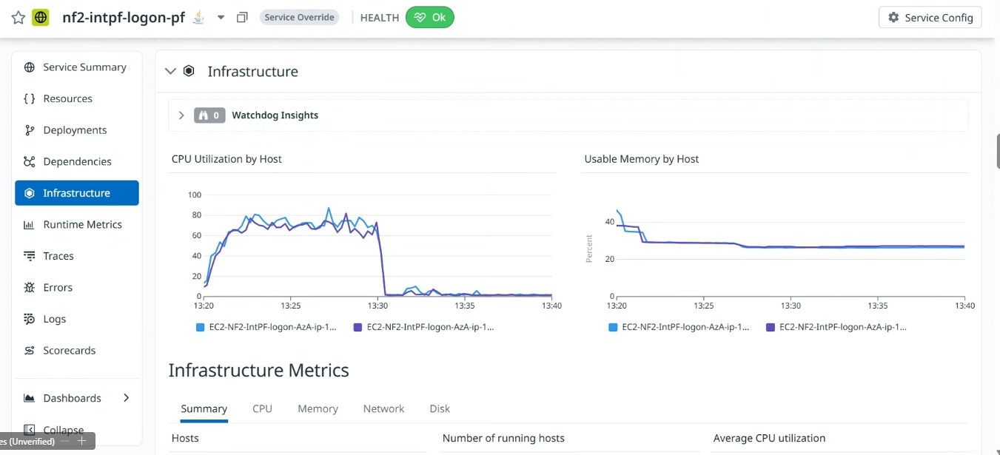 nf2-intpf-logon-pf Service Override HEALTH Ok Service Config
Service Summary
Resources
Deployments
Dependencies
Infrastructure
Runtime Metrics
Traces
Errors
Logs
Scorecards
Dashboards
Collapse
es (Unverified)
Infrastructure
0 Watchdog Insights
CPU Utilization by Host
100
80
60
40
20
0
13:20 13:25 13:30 13:35 13:40
EC2-NF2-IntPF-logon-AzA-ip-1... EC2-NF2-IntPF-logon-AzA-ip-1...
Usable Memory by Host
Percent
40
20
0
13:20 13:25 13:30 13:35 13:40
EC2-NF2-IntPF-logon-AzA-ip-1... EC2-NF2-IntPF-logon-AzA-ip-1...
Infrastructure Metrics
Summary CPU Memory Network Disk
Hosts Number of running hosts Average CPU utilization